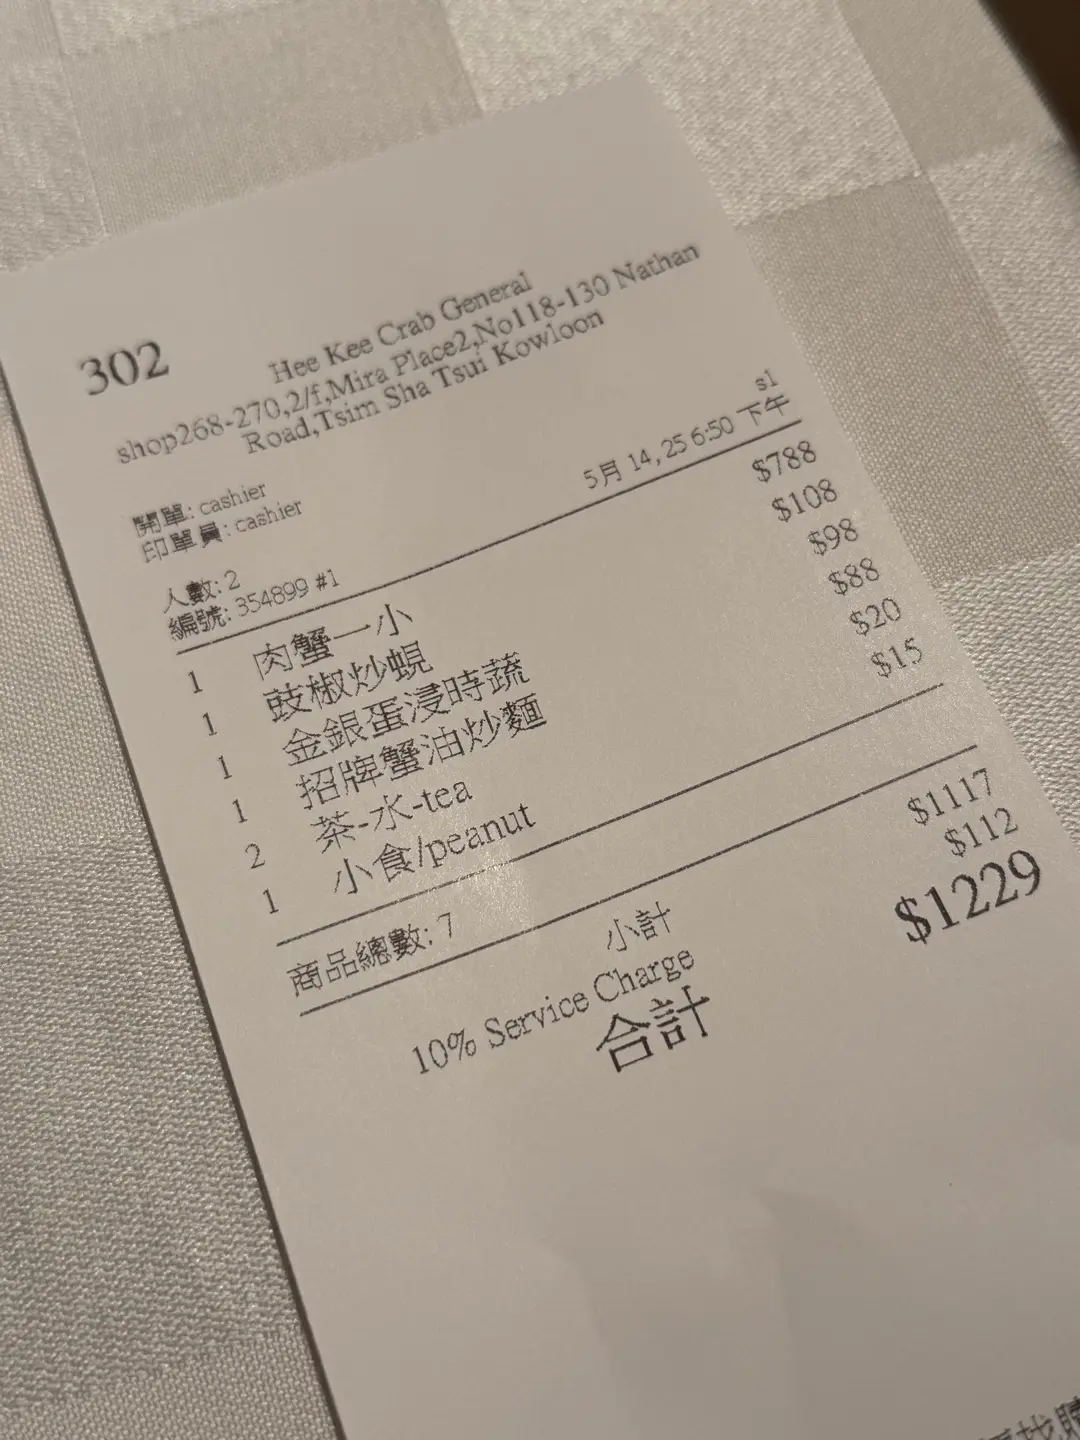 302
Hee Kee Crab General
shop268-270,2/f,Mira Place2,No118-130 Nathan
Road,Tsim Sha Tsui Kowloon
s1
開單: cashier
印單員: cashier 5月 14, 25 6:50 下午
人數: 2
編號: 354899 #1
1 肉蟹一小 $788
1 豉椒炒蜆 $108
1 金銀蛋浸時蔬 $98
1 招牌蟹油炒麵 $88
2 茶-水-tea $20
1 小食/peanut $15
商品總數: 7
小計 $1117
10% Service Charge $112
合計 $1229